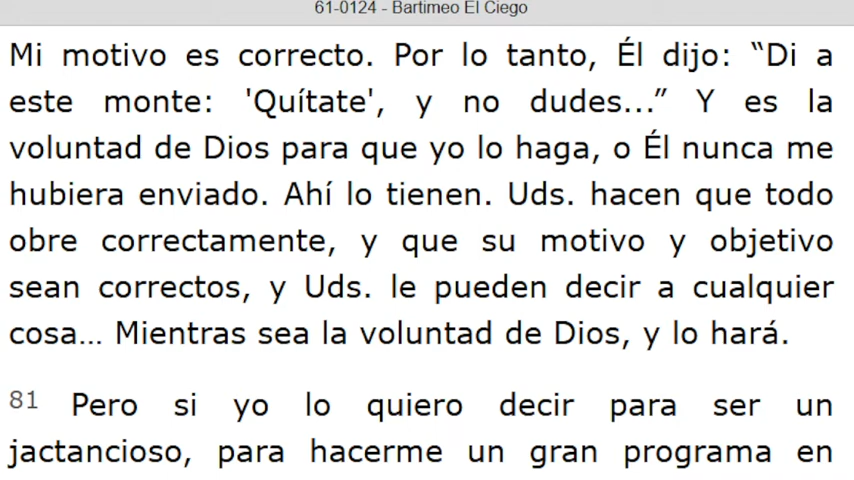 61-0124 - Bartimeo El Ciego
Mi motivo es correcto. Por lo tanto, Él dijo: “Di a
este monte: 'Quítate', y no dudes...” Y es la
voluntad de Dios para que yo lo haga, o Él nunca me
hubiera enviado. Ahí lo tienen. Uds. hacen que todo
obre correctamente, y que su motivo y objetivo
sean correctos, y Uds. le pueden decir a cualquier
cosa… Mientras sea la voluntad de Dios, y lo hará.
81 Pero si yo lo quiero decir para ser un
jactancioso, para hacerme un gran programa en